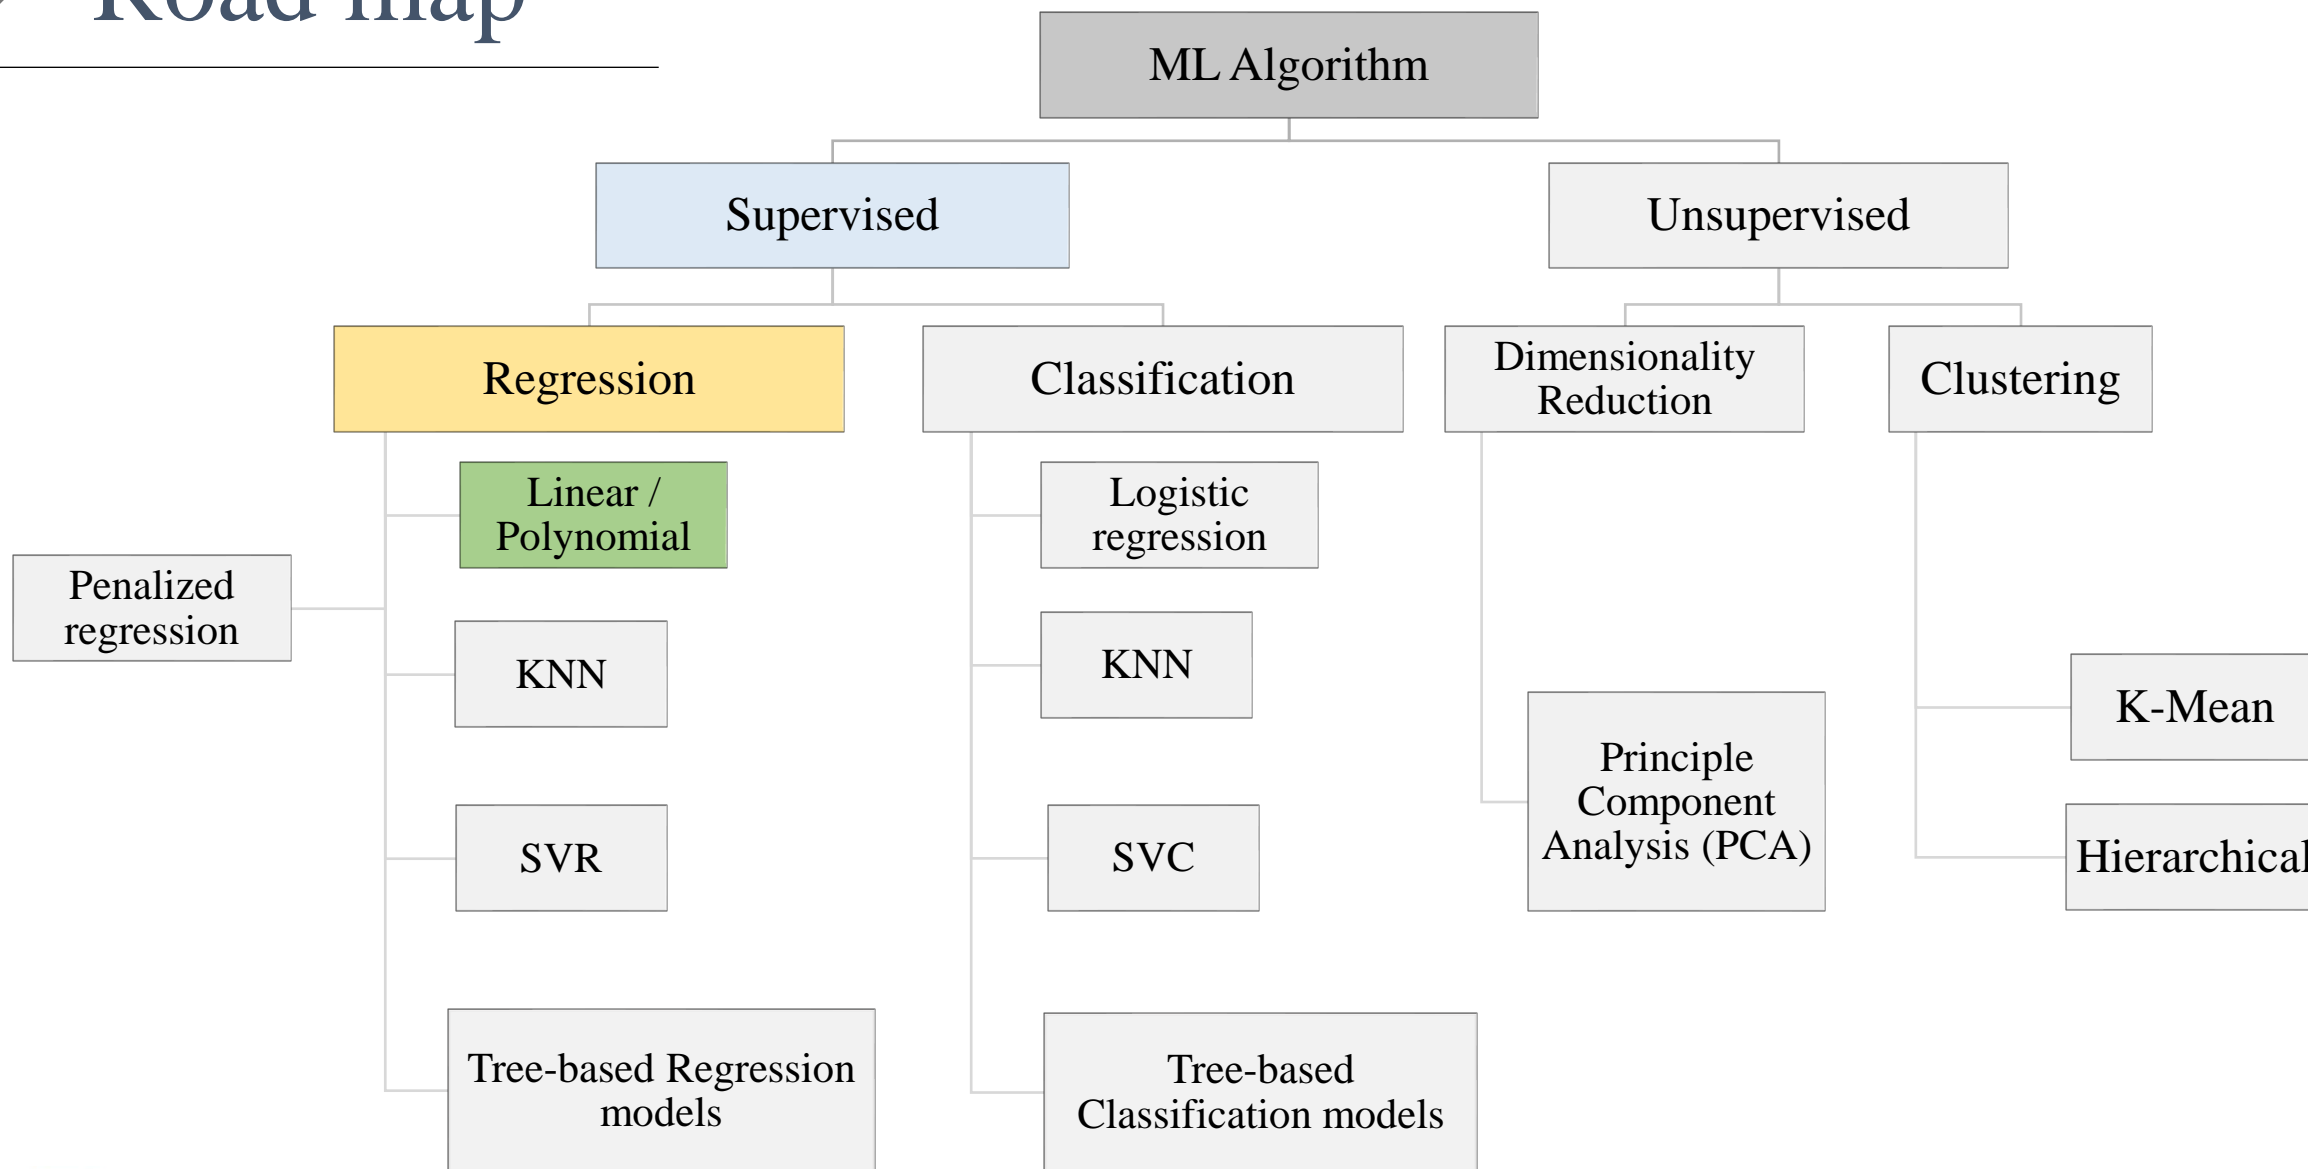 Road map
ML Algorithm
Supervised
Unsupervised
Regression
Classification
Dimensionality
Reduction
Clustering
Linear /
Polynomial
Logistic
regression
Penalized
regression
KNN
KNN
K-Mean
Principle
Component
Analysis (PCA)
SVR
SVC
Hierarchical
Tree-based Regression
models
Tree-based
Classification models